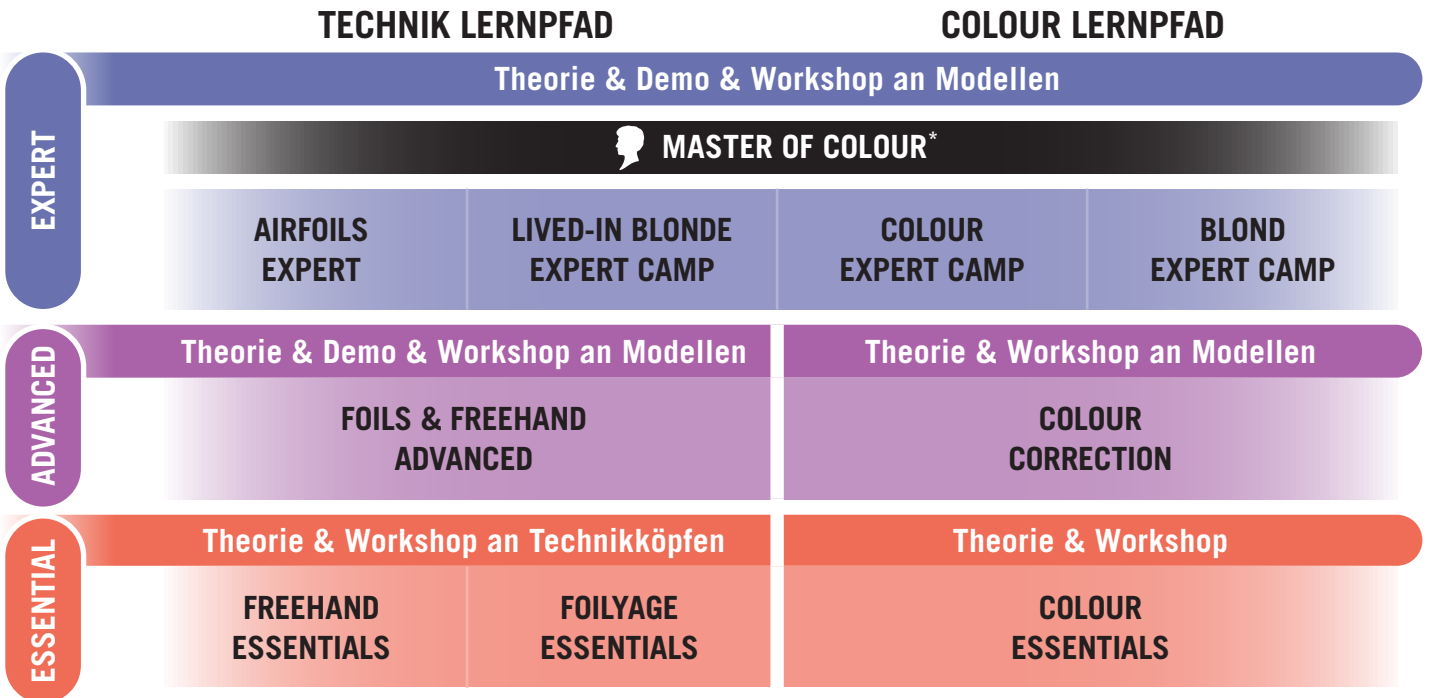 TECHNIK LERNPFAD
COLOUR LERNPFAD
EXPERT
Theorie & Demo & Workshop an Modellen
MASTER OF COLOUR*
AIRFOILS
EXPERT
LIVED-IN BLONDE
EXPERT CAMP
COLOUR
EXPERT CAMP
BLOND
EXPERT CAMP
ADVANCED
Theorie & Demo & Workshop an Modellen
Theorie & Workshop an Modellen
FOILS & FREEHAND
ADVANCED
COLOUR
CORRECTION
ESSENTIAL
Theorie & Workshop an Technikköpfen
Theorie & Workshop
FREEHAND
ESSENTIALS
FOILYAGE
ESSENTIALS
COLOUR
ESSENTIALS